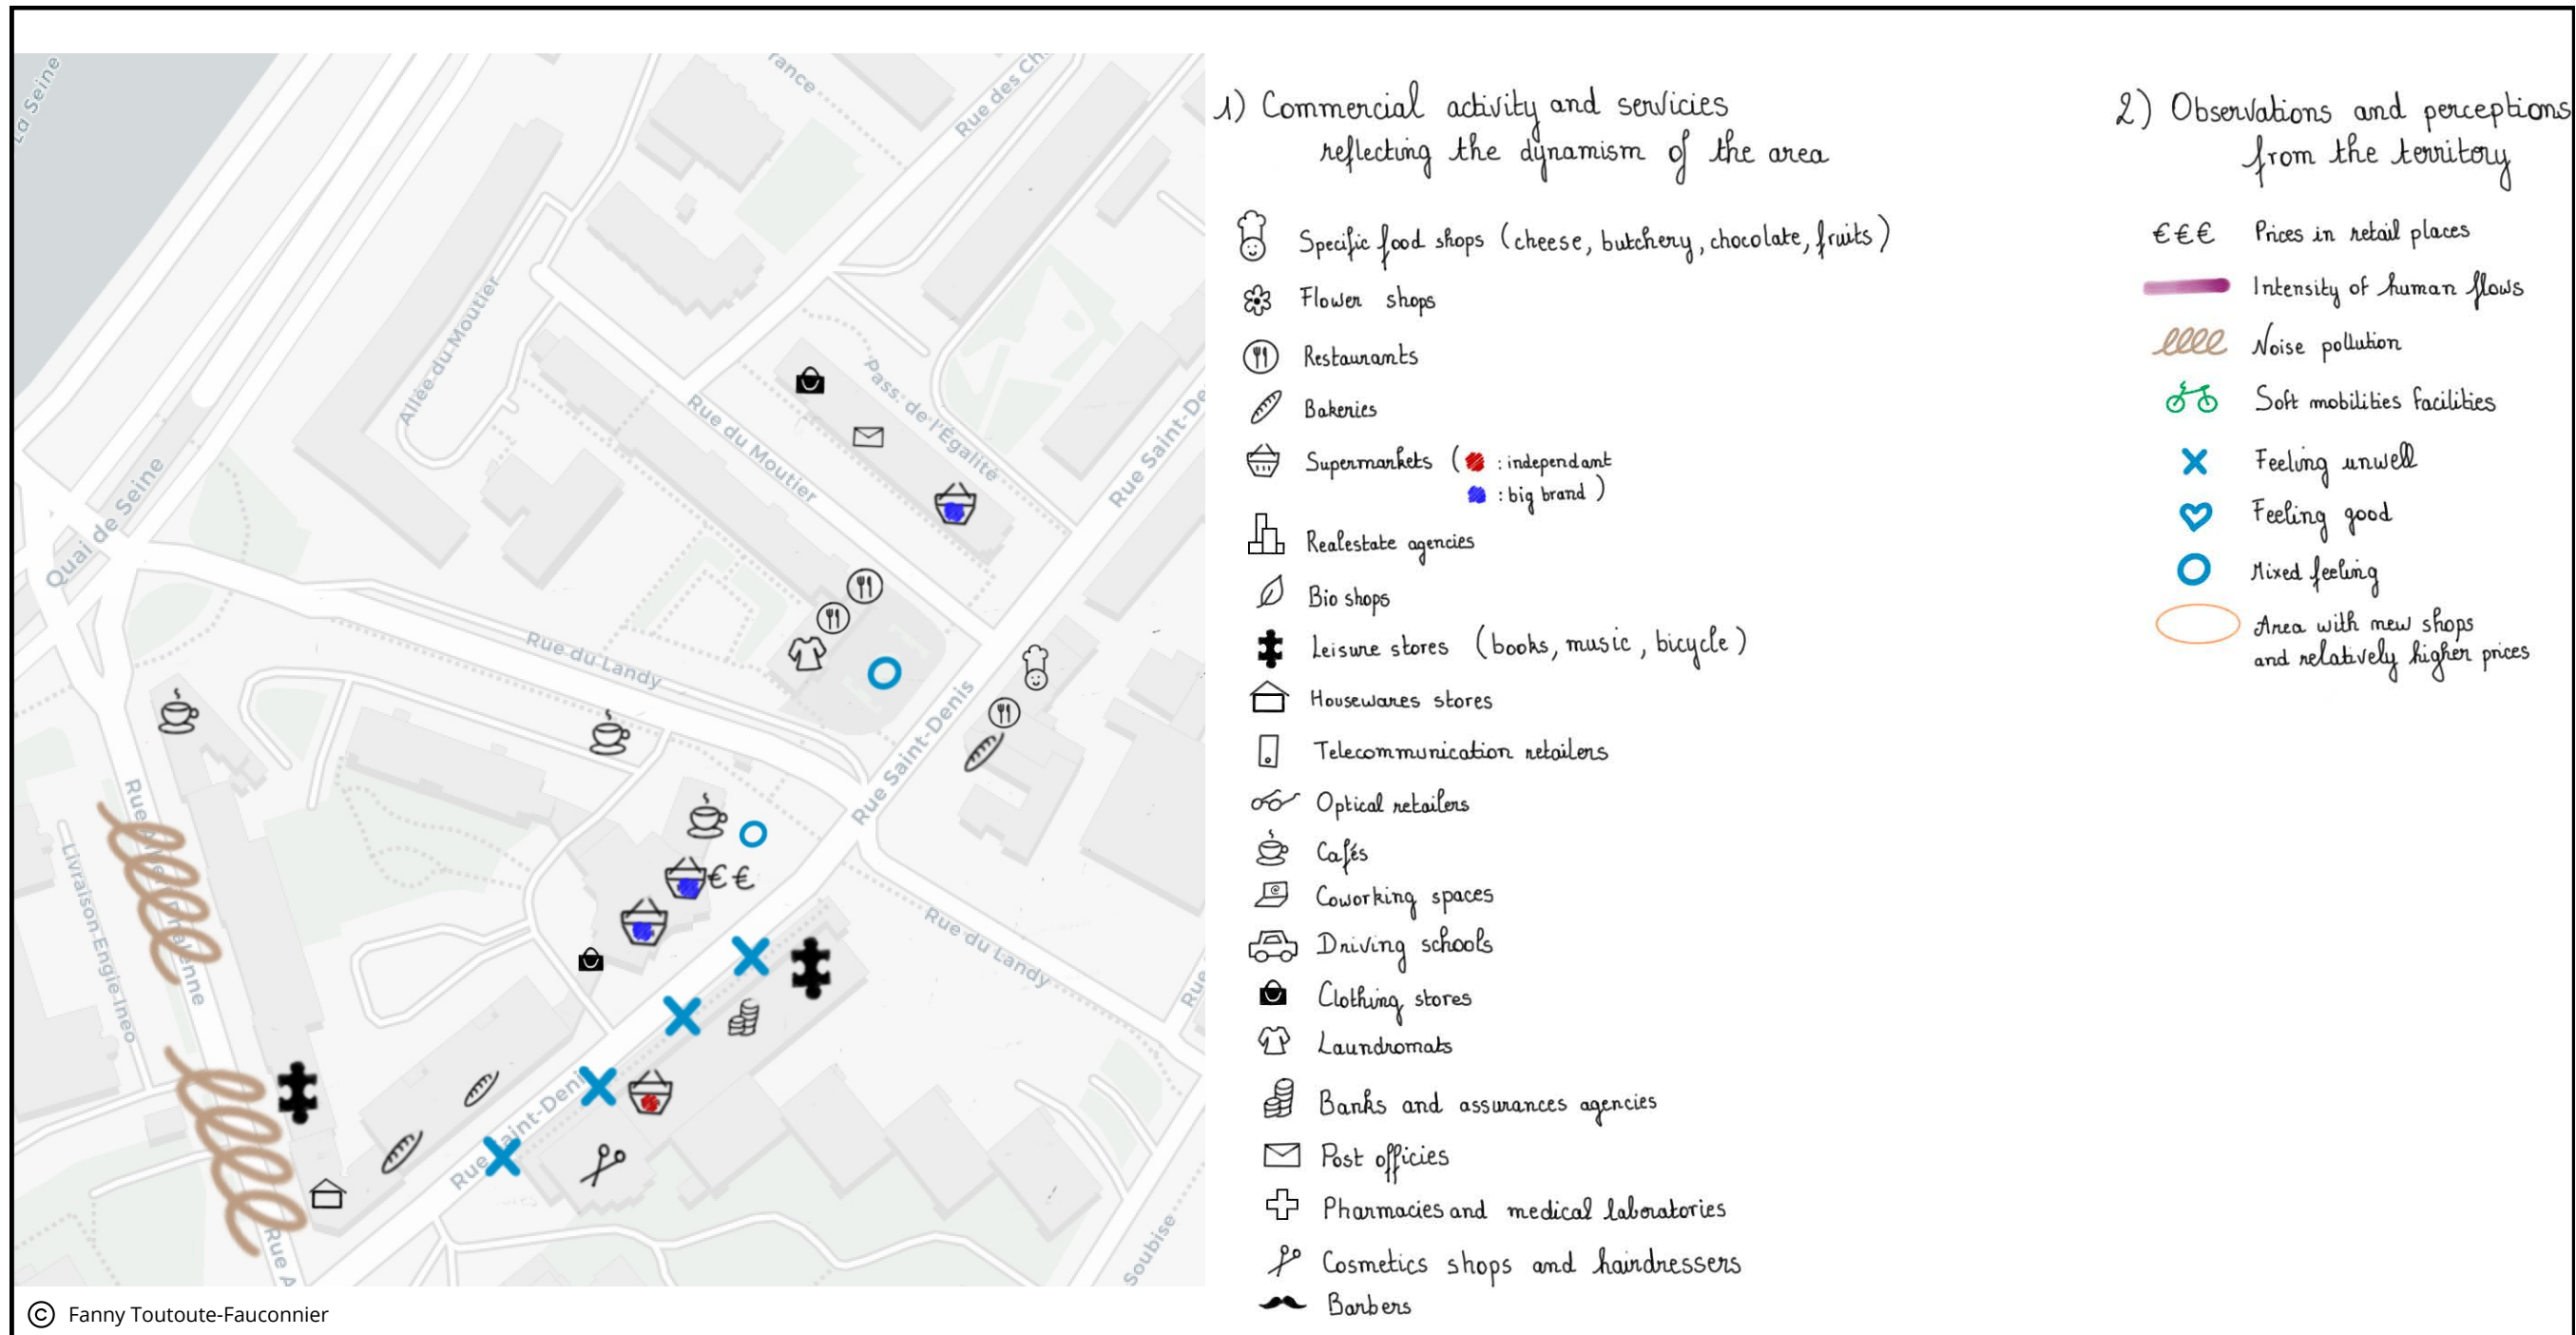 La Seine
rance
Rue des Ch
Allée du Moutier
Rue du Moutier
Pass. de l'Égalité
Rue Saint-De
Quai de Seine
Rue du Landy
Rue Saint-Denis
Rue du Landy
Livraison Engie Ineo
€€
Rue Saint-Denis
Rue A
Soubise
Rue
© Fanny Toutoute-Fauconnier
1) Commercial activity and servicies
reflecting the dynamism of the area
Specific food shops (cheese, butchery, chocolate, fruits)
Flower shops
Restaurants
Bakeries
Supermarkets ( : independant
: big brand )
Realestate agencies
Bio shops
Leisure stores (books, music, bicycle)
Housewares stores
Telecommunication retailers
Optical retailers
Cafés
Coworking spaces
Driving schools
Clothing stores
Laundromats
Banks and assurances agencies
Post officies
Pharmacies and medical laboratories
Cosmetics shops and hairdressers
Barbers
2) Observations and perceptions
from the territory
€€€ Prices in retail places
Intensity of human flows
Noise pollution
Soft mobilities facilities
Feeling unwell
Feeling good
Mixed feeling
Area with new shops
and relatively higher prices